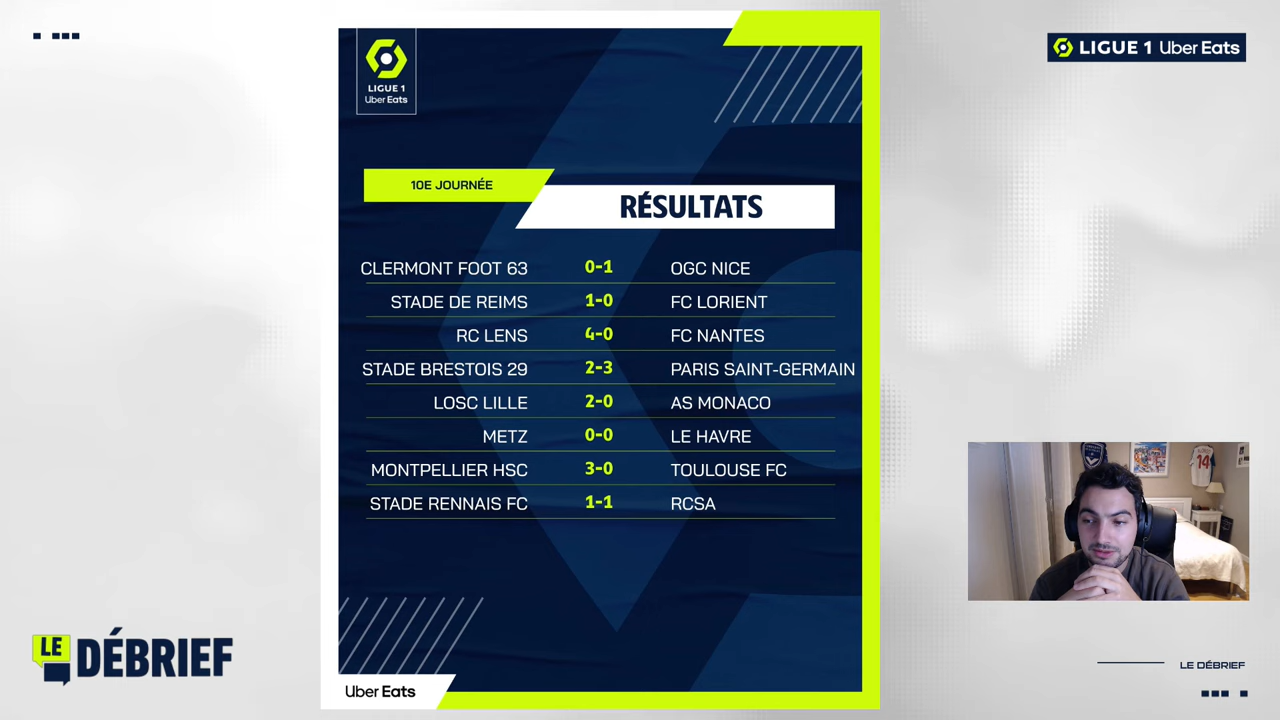 LIGUE 1 Uber Eats
LIGUE 1
Uber Eats
10E JOURNÉE
RÉSULTATS
CLERMONT FOOT 63 0-1 OGC NICE
STADE DE REIMS 1-0 FC LORIENT
RC LENS 4-0 FC NANTES
STADE BRESTOIS 29 2-3 PARIS SAINT-GERMAIN
LOSC LILLE 2-0 AS MONACO
METZ 0-0 LE HAVRE
MONTPELLIER HSC 3-0 TOULOUSE FC
STADE RENNAIS FC 1-1 RCSA
14
LE DÉBRIEF
LE DÉBRIEF
Uber Eats